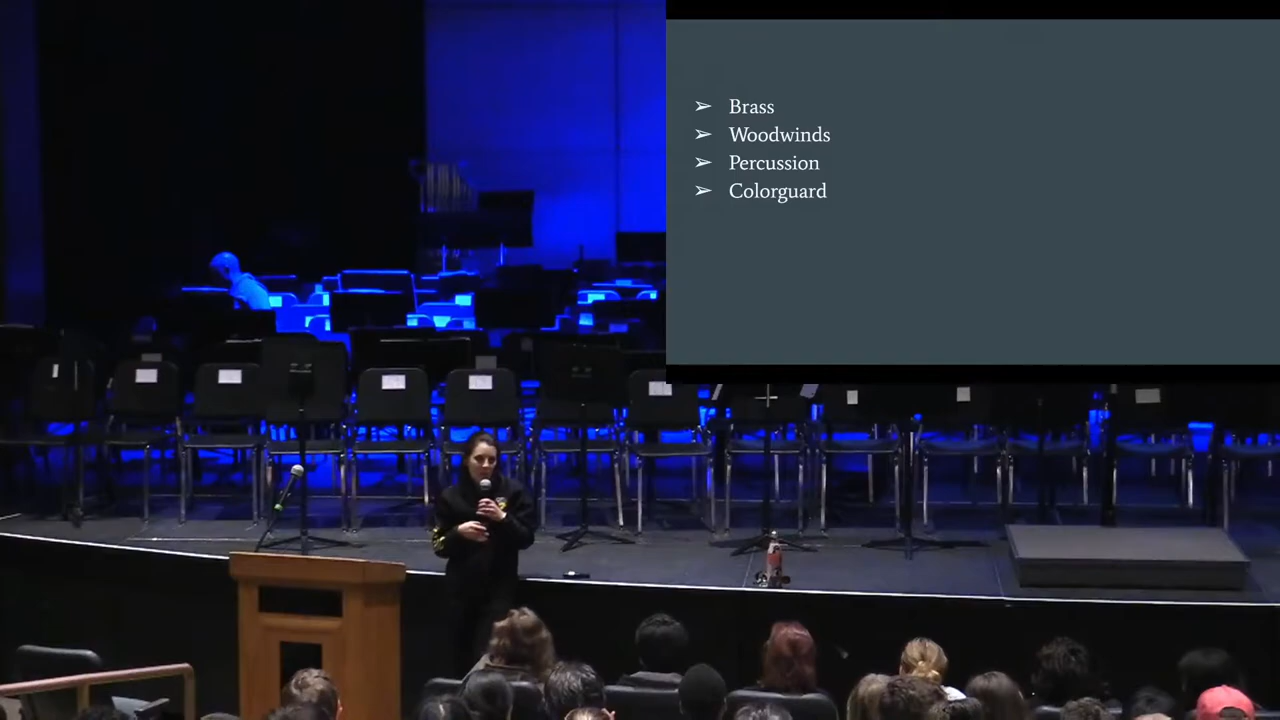 ➢ Brass
➢ Woodwinds
➢ Percussion
➢ Colorguard